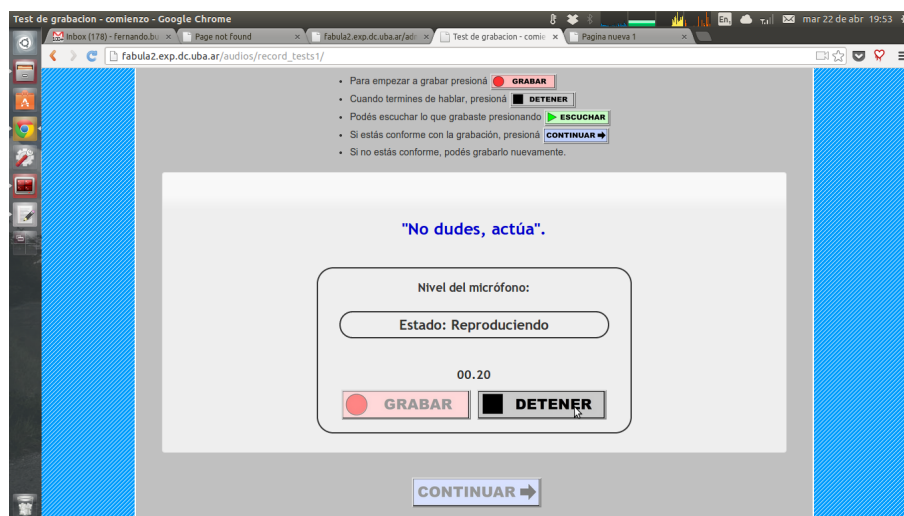 Test de grabacion - comienzo - Google Chrome
En
mar 22 de abr 19:53
Inbox (178) - fernando.bu
Page not found
fabula2.exp.dc.uba.ar/adm
Test de grabacion - comie
Pagina nueva 1
fabula2.exp.dc.uba.ar/audios/record_tests1/
Para empezar a grabar presioná GRABAR
Cuando termines de hablar, presioná DETENER
Podés escuchar lo que grabaste presionando ESCUCHAR
Si estás conforme con la grabación, presioná CONTINUAR
Si no estás conforme, podés grabarlo nuevamente.
"No dudes, actúa".
Nivel del micrófono:
Estado: Reproduciendo
00.20
GRABAR DETENER
CONTINUAR